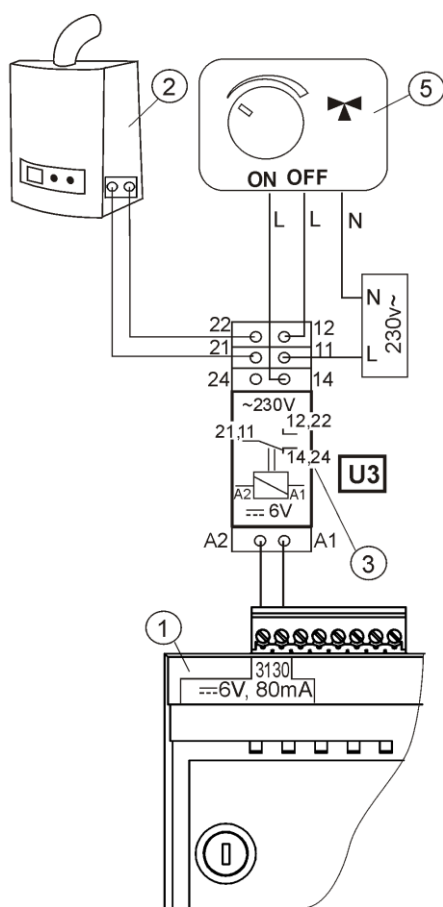 2
5
ON OFF
L L N
N
L
230v~
22 12
21 11
24 14
~230V
12,22
21,11
14,24
U3
A2 A1
⎓ 6V
A2 A1
3
1
3130
⎓6V, 80mA